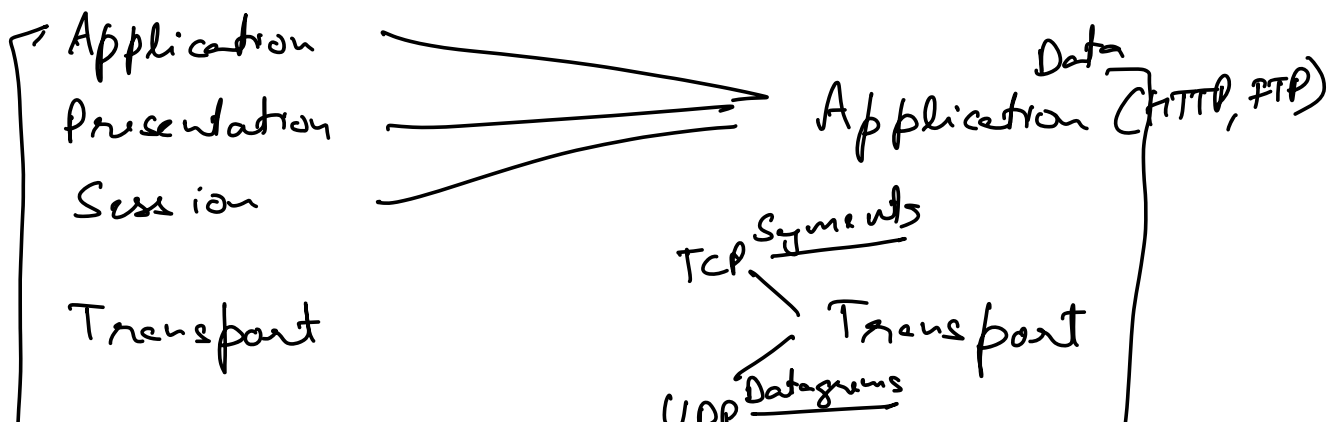 Application
Data
Application (HTTP, FTP)
Presentation
Session
Segments
TCP
Transport
Transport
Datagrams
UDP